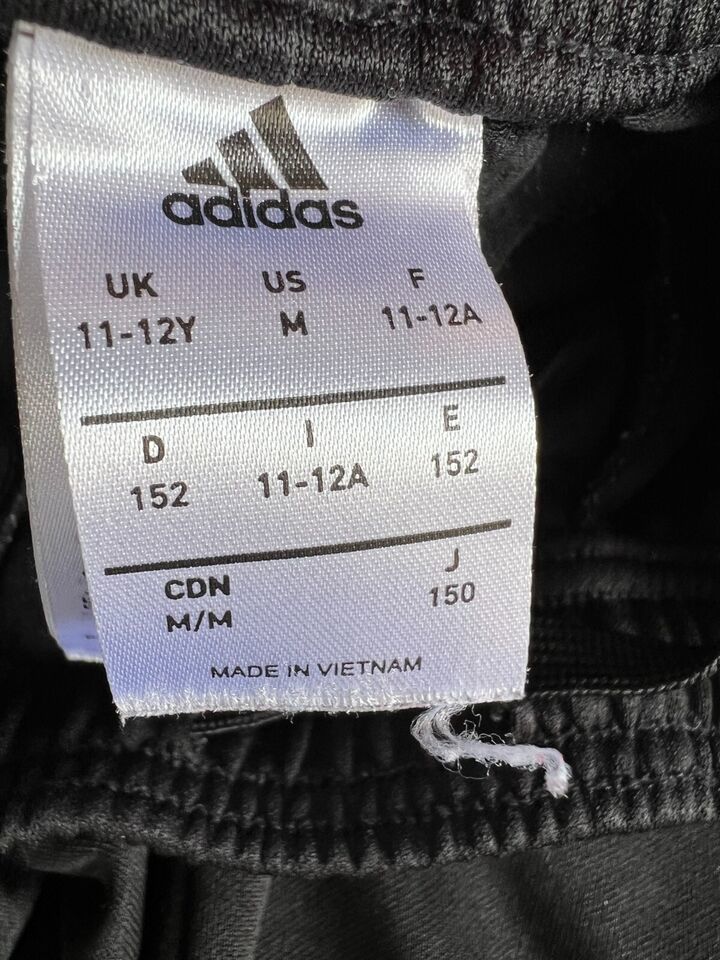 adidas
UK US F
11-12Y M 11-12A
D I E
152 11-12A 152
CDN J
M/M 150
MADE IN VIETNAM